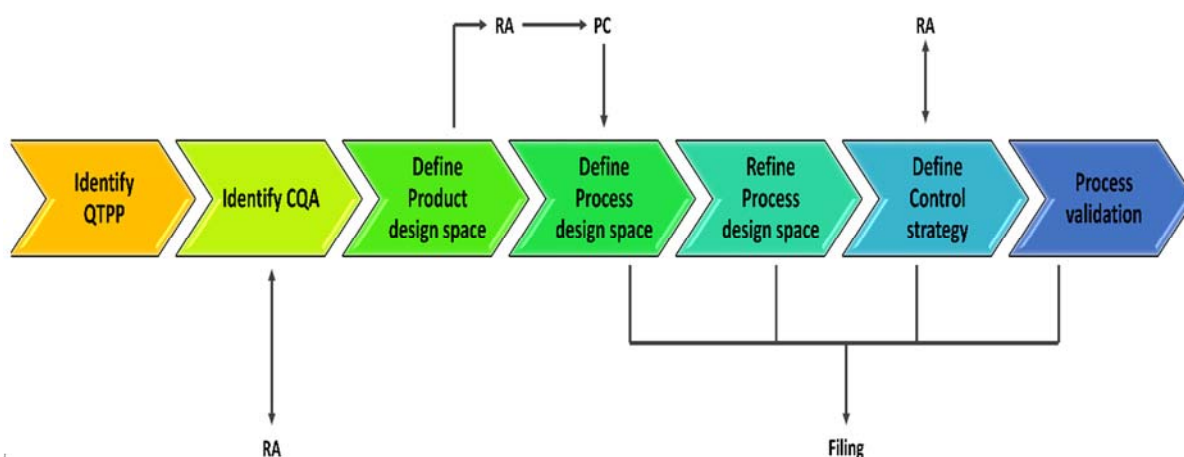 RA
PC
RA
Identify
QTPP
Identify CQA
Define
Product
design space
Define
Process
design space
Refine
Process
design space
Define
Control
strategy
Process
validation
RA
Filing